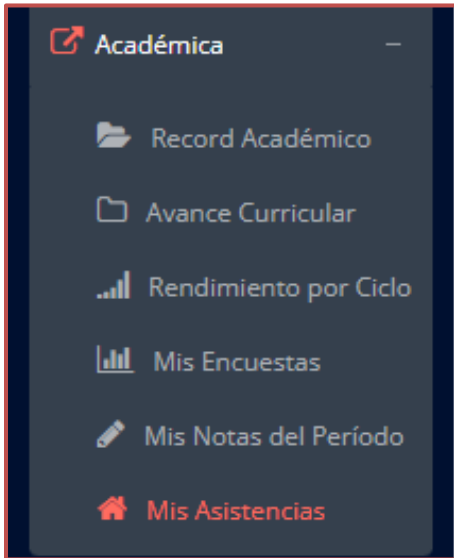 Académica
Record Académico
Avance Curricular
Rendimiento por Ciclo
Mis Encuestas
Mis Notas del Período
Mis Asistencias